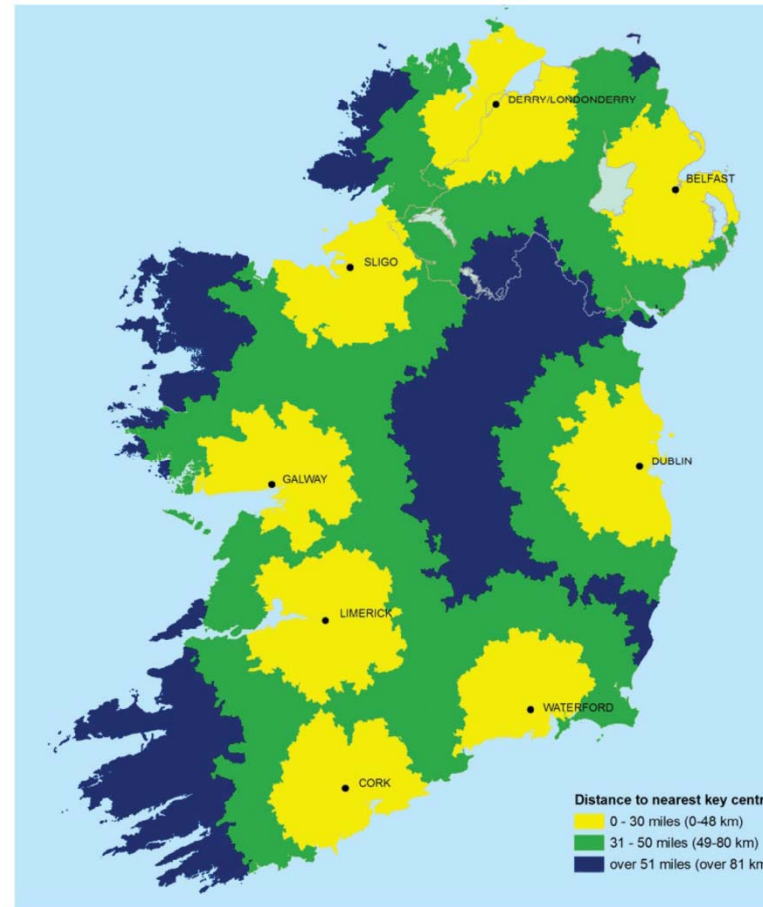 DERRY/LONDONDERRY
BELFAST
SLIGO
DUBLIN
GALWAY
LIMERICK
WATERFORD
CORK
Distance to nearest key centr
0 - 30 miles (0-48 km)
31 - 50 miles (49-80 km)
over 51 miles (over 81 km